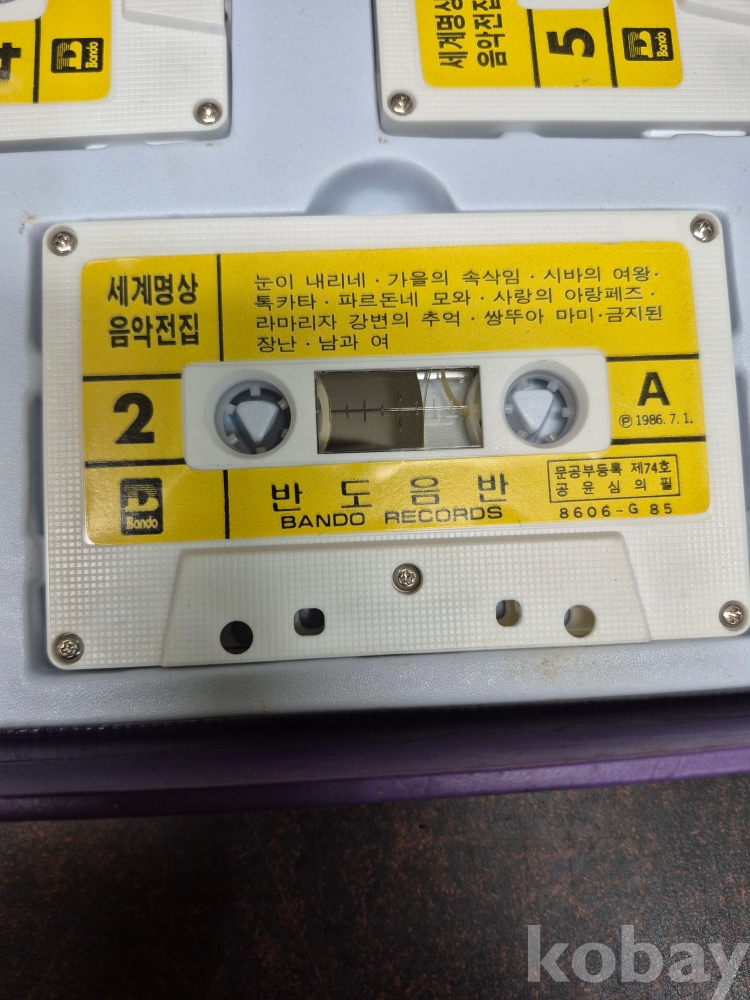 4
Bando
세계명상
음악전집
5
Bando
세계명상
음악전집
눈이 내리네 · 가을의 속삭임 · 시바의 여왕 ·
톡카타 · 파르돈네 모와 · 사랑의 아랑페즈 ·
라마리자 강변의 추억 · 쌍뚜아 마미 · 금지된
장난 · 남과 여
2
A
℗ 1986. 7. 1.
Bando
반도음반
BANDO RECORDS
문공부등록 제74호
공윤심의필
8606-G 85
kobay